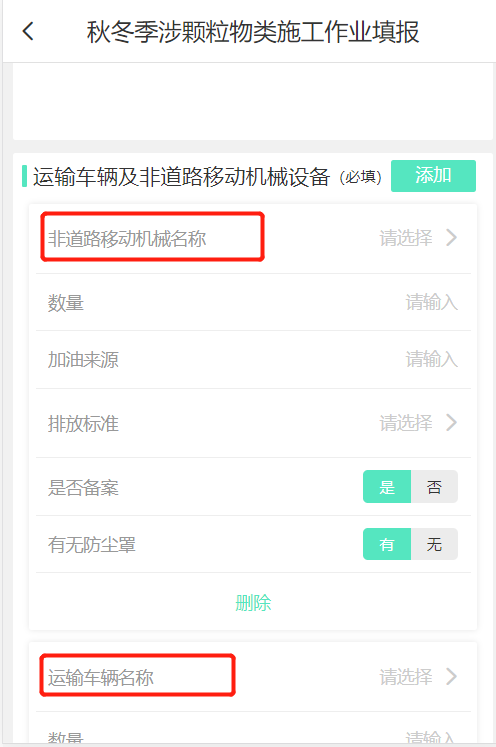 秋冬季涉颗粒物类施工作业填报
运输车辆及非道路移动机械设备（必填） 添加
非道路移动机械名称 请选择
数量 请输入
加油来源 请输入
排放标准 请选择
是否备案 是 否
有无防尘罩 有 无
删除
运输车辆名称 请选择
数量 请输入